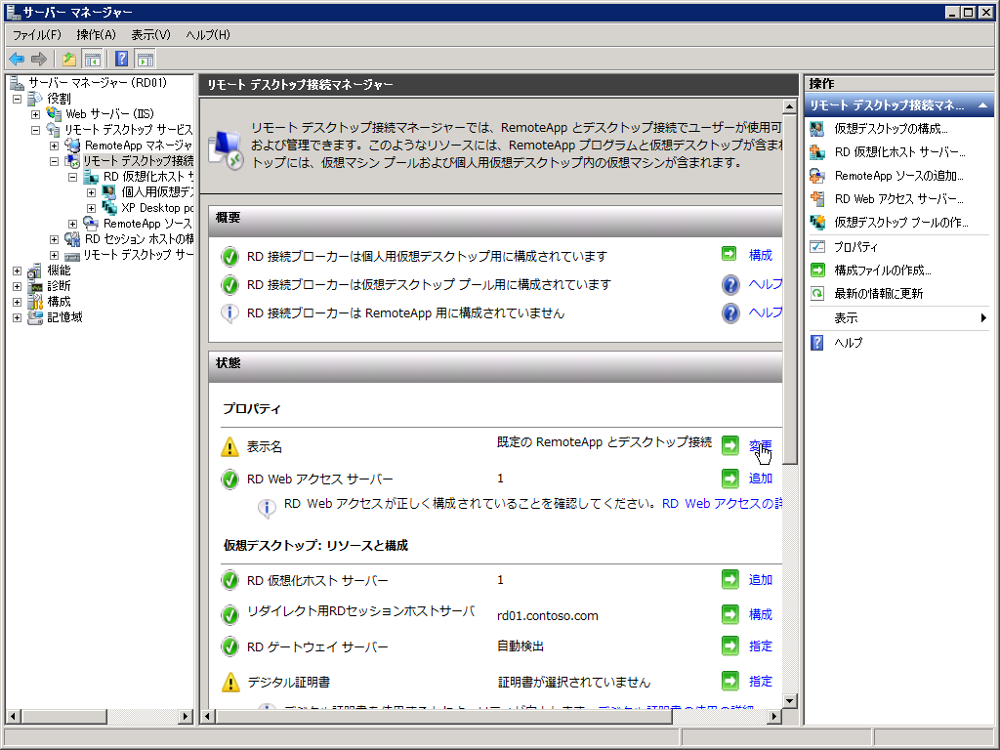 サーバー マネージャー
ファイル(F) 操作(A) 表示(V) ヘルプ(H)
サーバー マネージャー (RD01)
役割
Web サーバー (IIS)
リモート デスクトップ サービス
RemoteApp マネージャ
リモート デスクトップ接続
RD 仮想化ホスト サ
個人用仮想デ
XP Desktop po
RemoteApp ソース
RD セッション ホストの構
リモート デスクトップ サー
機能
診断
構成
記憶域
リモート デスクトップ接続マネージャー
リモート デスクトップ接続マネージャーでは、RemoteApp とデスクトップ接続でユーザーが使用可
および管理できます。このようなリソースには、RemoteApp プログラムと仮想デスクトップが含まれ
トップには、仮想マシン プールおよび個人用仮想デスクトップ内の仮想マシンが含まれます。
概要
RD 接続ブローカーは個人用仮想デスクトップ用に構成されています 構成
RD 接続ブローカーは仮想デスクトップ プール用に構成されています ヘルプ
RD 接続ブローカーは RemoteApp 用に構成されていません ヘルプ
状態
プロパティ
表示名 既定の RemoteApp とデスクトップ接続 変更
RD Web アクセス サーバー 1 追加
RD Web アクセスが正しく構成されていることを確認してください。RD Web アクセスの詳
仮想デスクトップ: リソースと構成
RD 仮想化ホスト サーバー 1 追加
リダイレクト用RDセッションホストサーバ rd01.contoso.com 構成
RD ゲートウェイ サーバー 自動検出 指定
デジタル証明書 証明書が選択されていません 指定
操作
リモート デスクトップ接続マネ...
仮想デスクトップの構成...
RD 仮想化ホスト サーバー...
RemoteApp ソースの追加...
RD Web アクセス サーバー...
仮想デスクトップ プールの作...
プロパティ
構成ファイルの作成...
最新の情報に更新
表示
ヘルプ